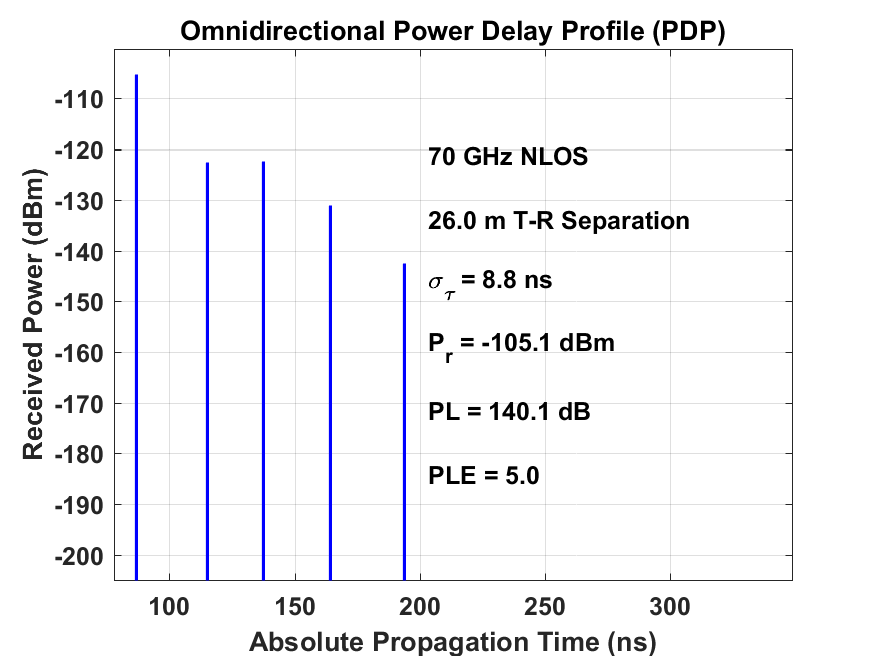 Omnidirectional Power Delay Profile (PDP)
Received Power (dBm)
-110
-120
-130
-140
-150
-160
-170
-180
-190
-200
70 GHz NLOS
26.0 m T-R Separation
σ_τ = 8.8 ns
P_r = -105.1 dBm
PL = 140.1 dB
PLE = 5.0
100 150 200 250 300
Absolute Propagation Time (ns)